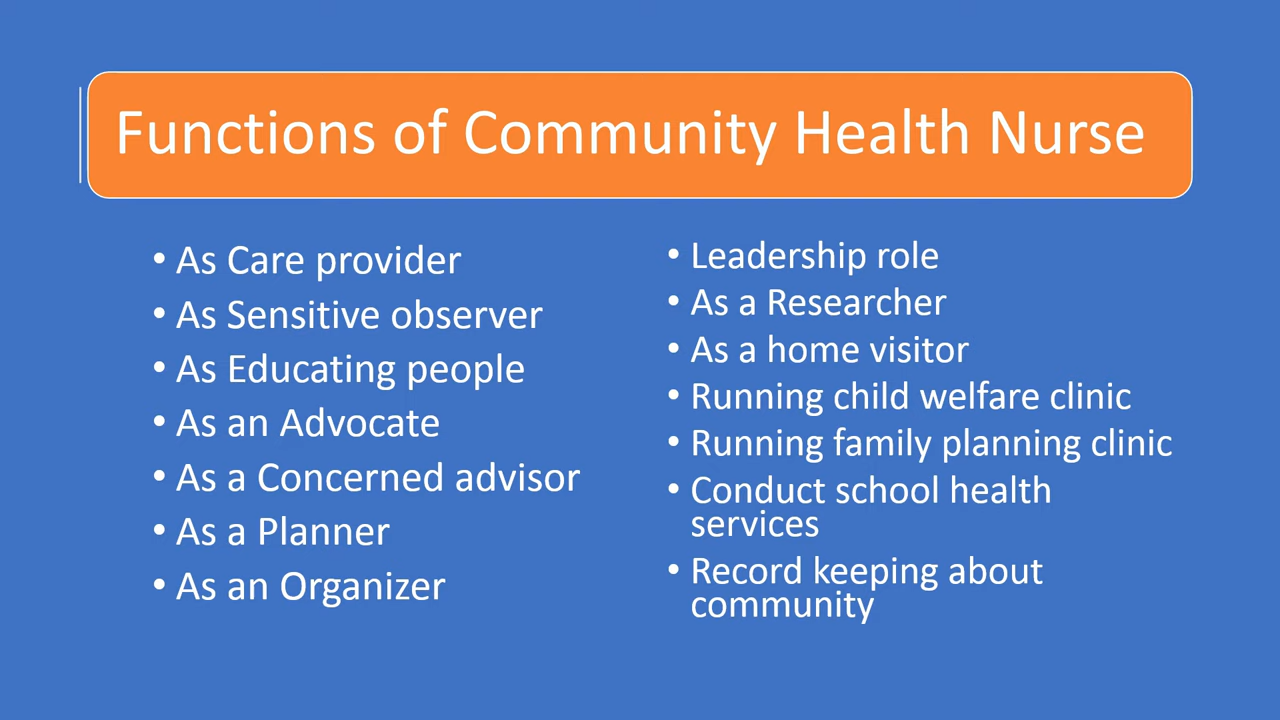 Functions of Community Health Nurse
• As Care provider
• As Sensitive observer
• As Educating people
• As an Advocate
• As a Concerned advisor
• As a Planner
• As an Organizer
• Leadership role
• As a Researcher
• As a home visitor
• Running child welfare clinic
• Running family planning clinic
• Conduct school health
services
• Record keeping about
community